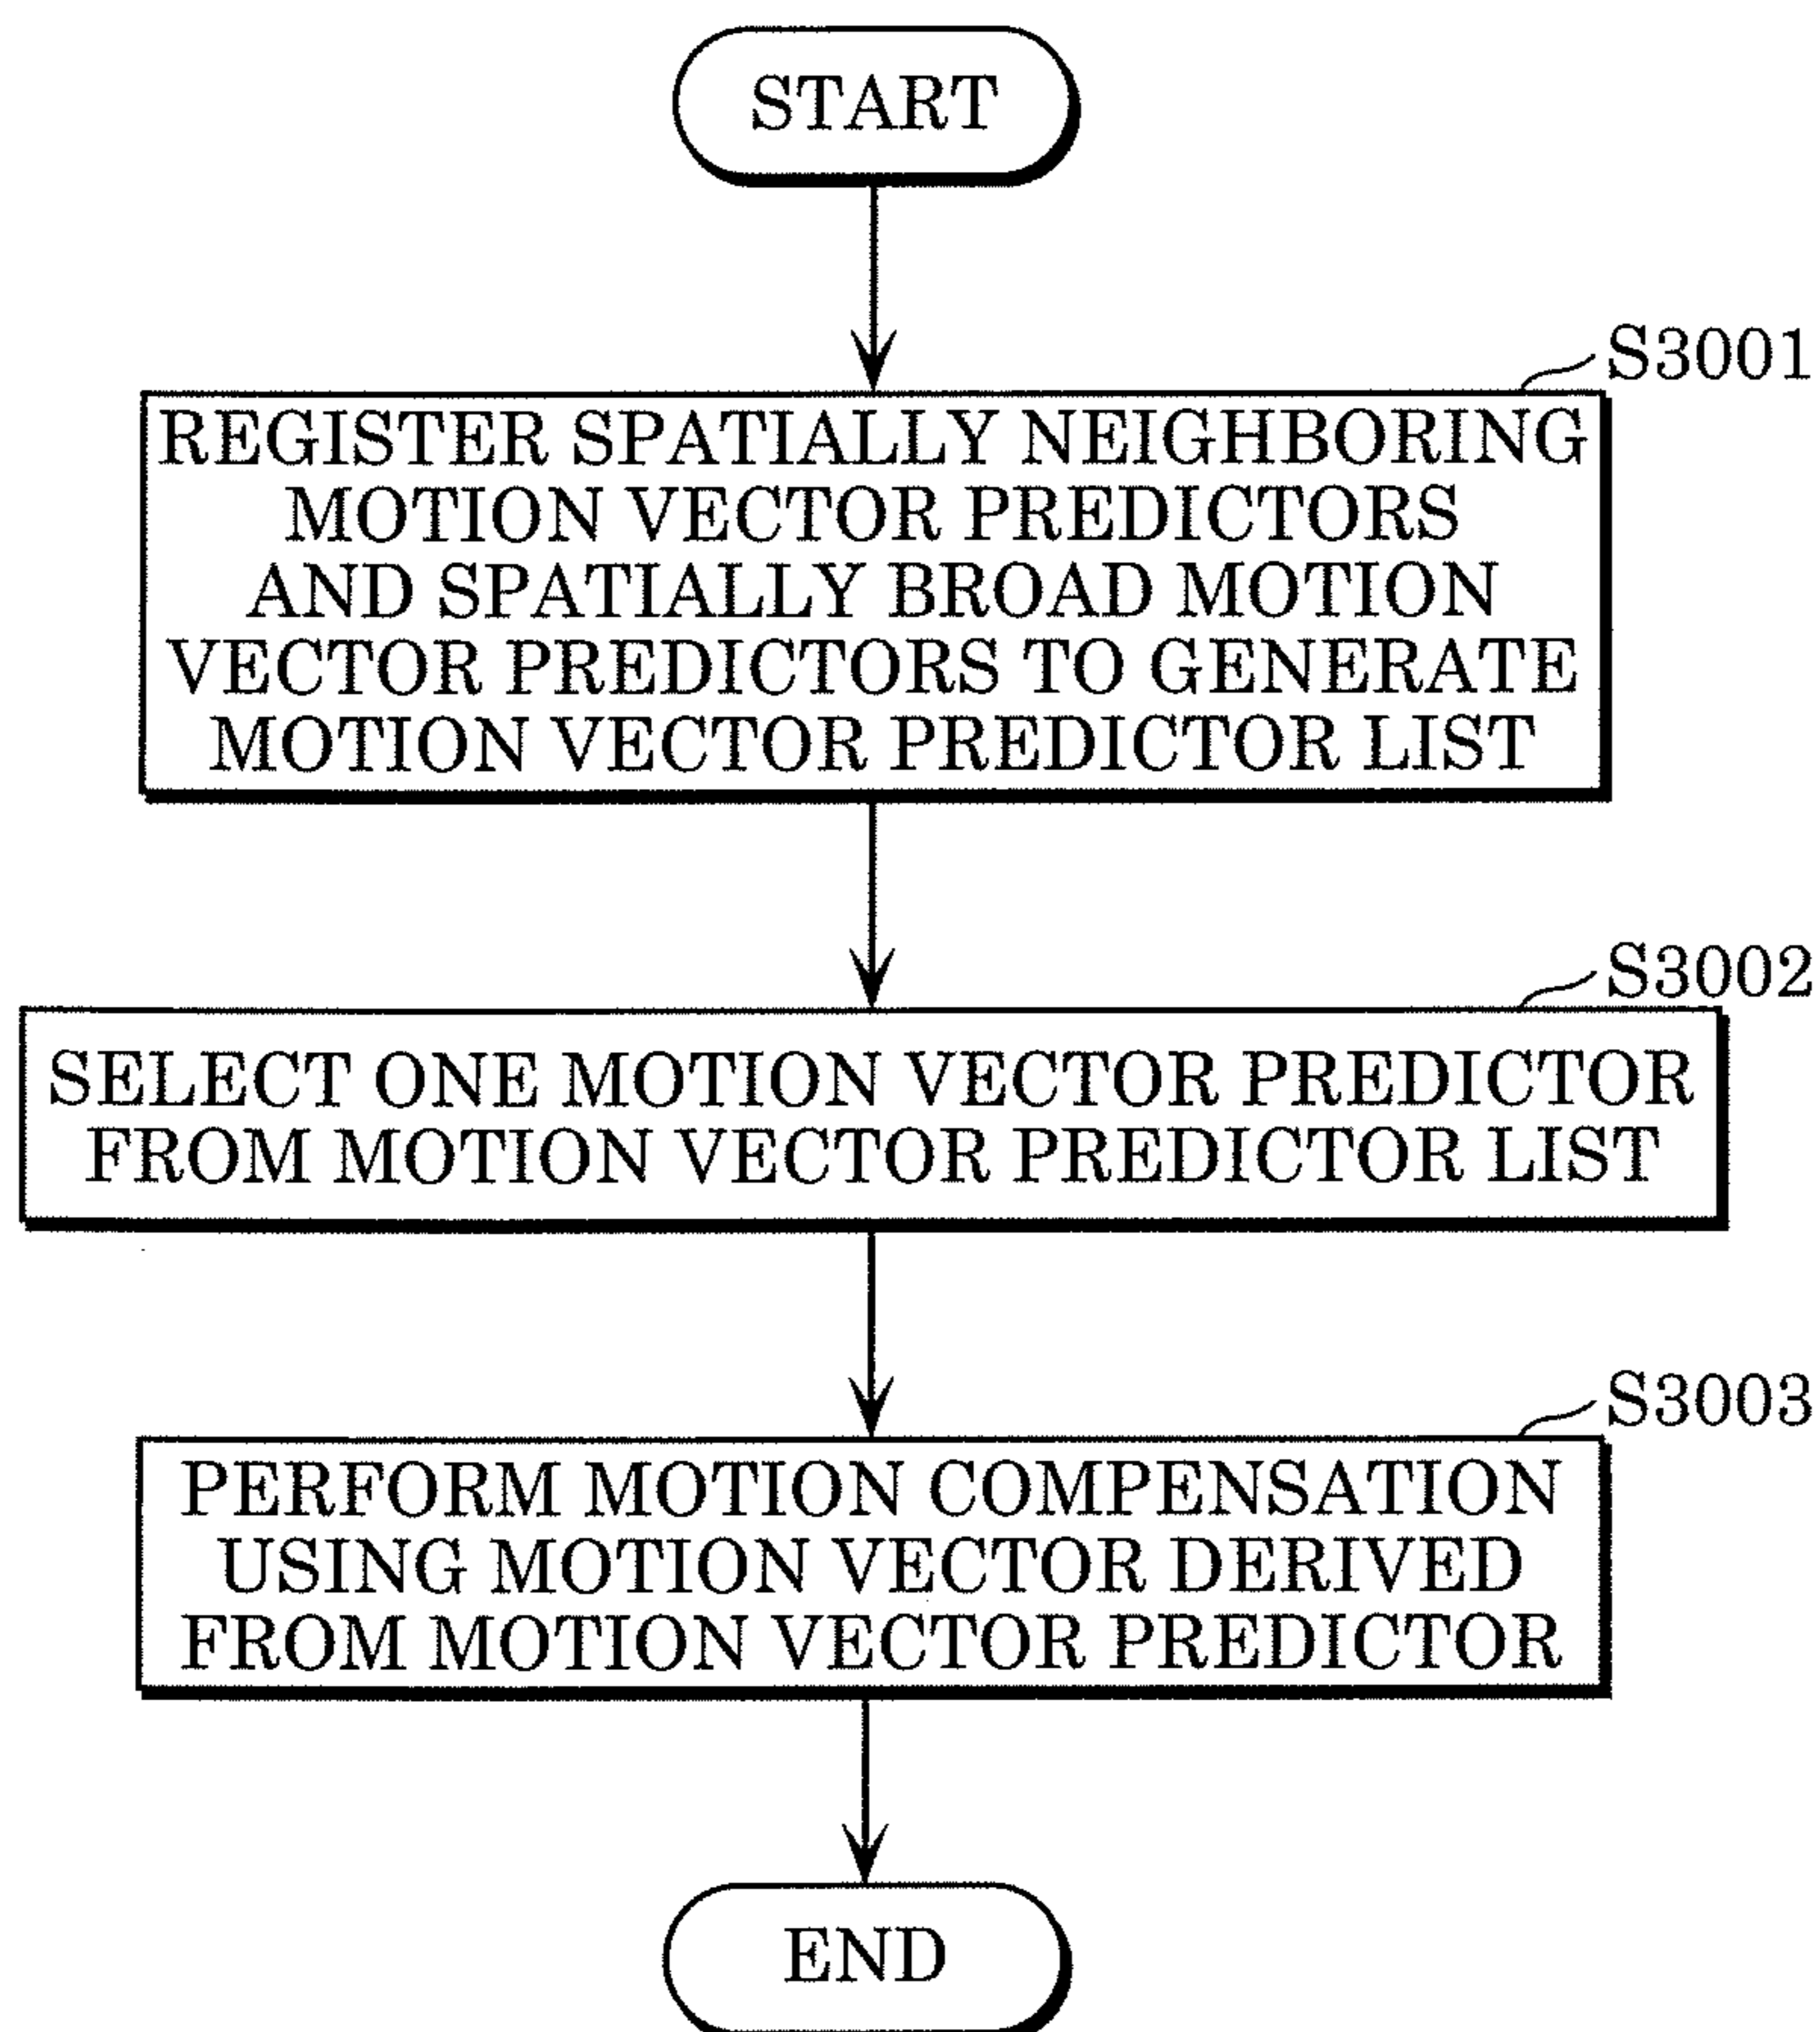 START
S3001
REGISTER SPATIALLY NEIGHBORING
MOTION VECTOR PREDICTORS
AND SPATIALLY BROAD MOTION
VECTOR PREDICTORS TO GENERATE
MOTION VECTOR PREDICTOR LIST
S3002
SELECT ONE MOTION VECTOR PREDICTOR
FROM MOTION VECTOR PREDICTOR LIST
S3003
PERFORM MOTION COMPENSATION
USING MOTION VECTOR DERIVED
FROM MOTION VECTOR PREDICTOR
END